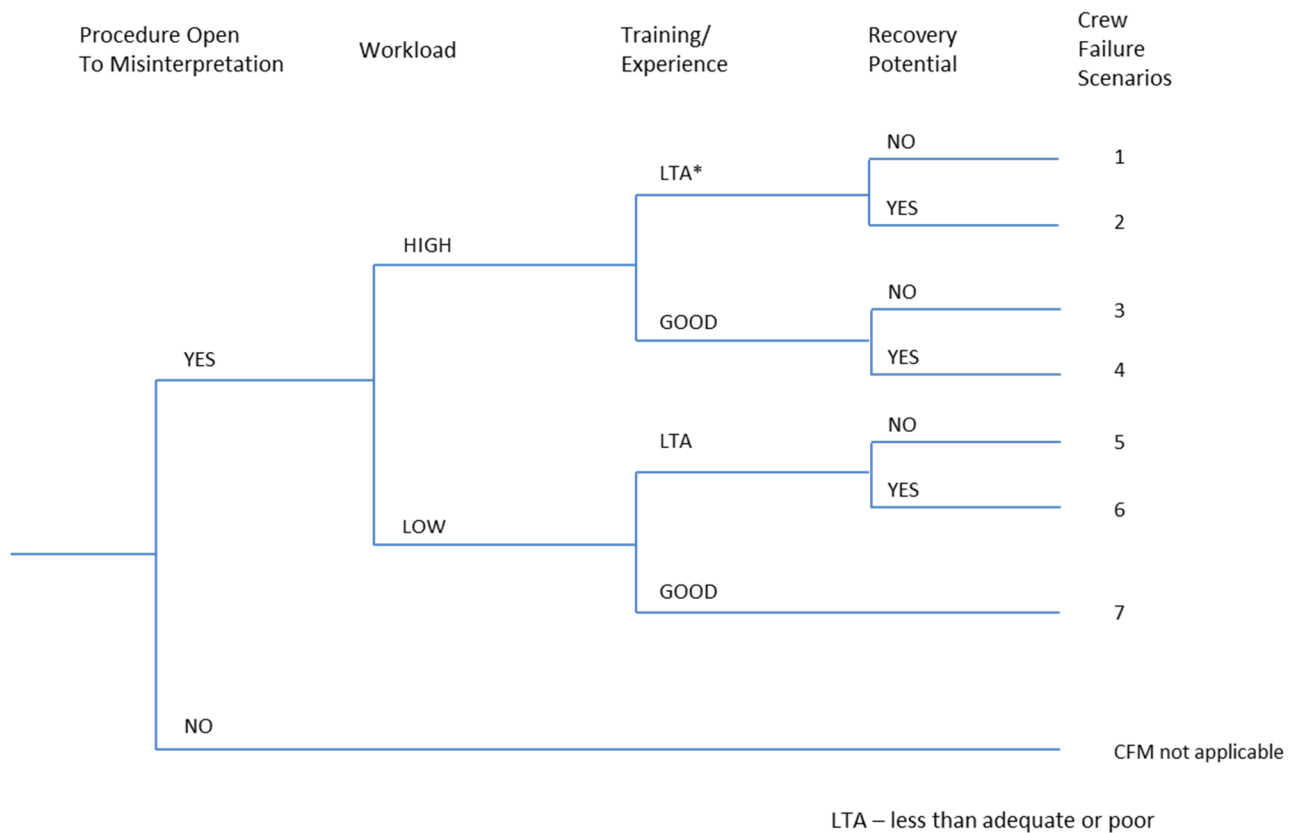 Procedure Open
To Misinterpretation
Workload
Training/
Experience
Recovery
Potential
Crew
Failure
Scenarios
NO
1
LTA*
YES
2
HIGH
NO
3
GOOD
YES
4
YES
NO
5
LTA
YES
6
LOW
GOOD
7
NO
CFM not applicable
LTA – less than adequate or poor